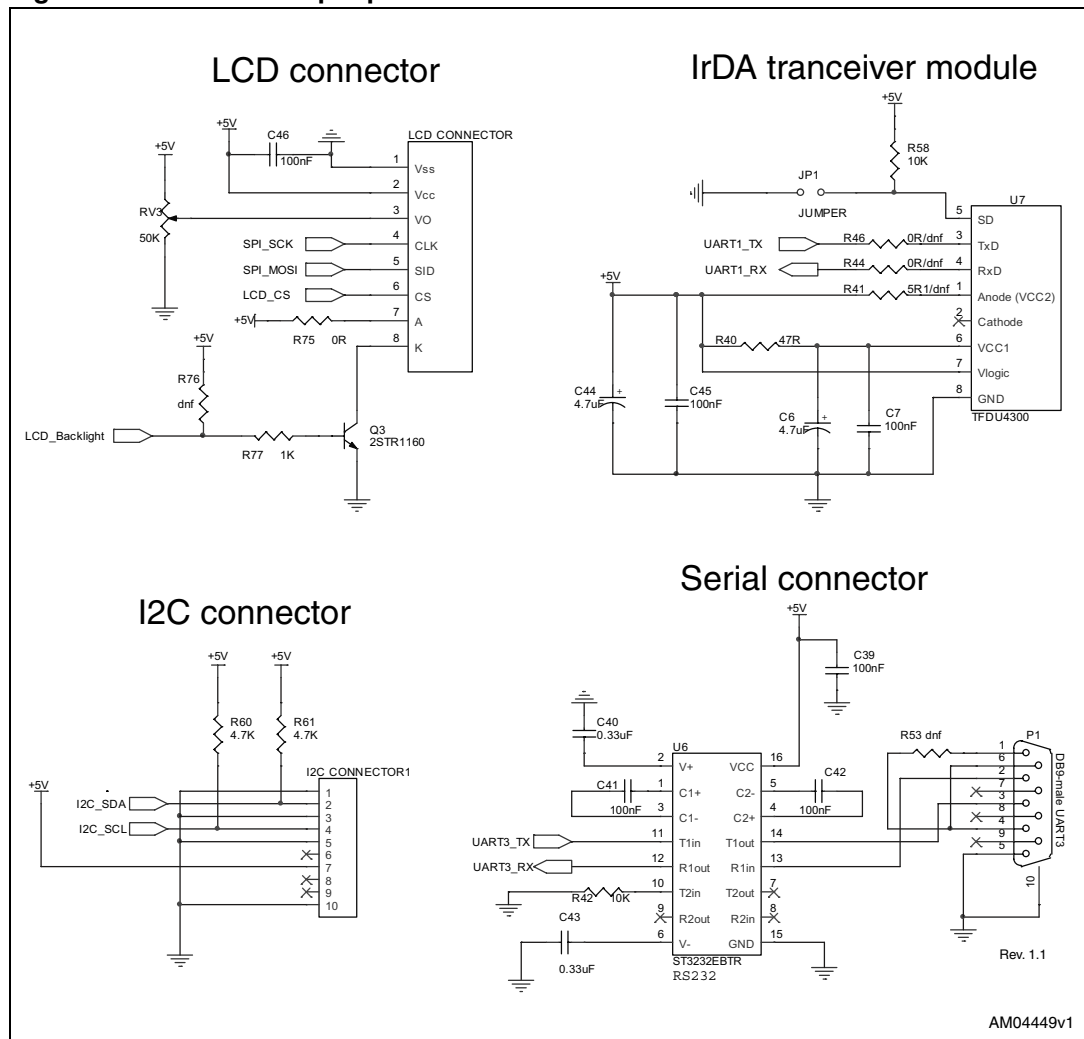 LCD connector
+5V
+5V
C46
100nF
RV3
50K
LCD CONNECTOR
1 Vss
2 Vcc
3 VO
SPI_SCK 4 CLK
SPI_MOSI 5 SID
LCD_CS 6 CS
+5V R75 0R 7 A
8 K
+5V
R76
dnf
LCD_Backlight
R77 1K
Q3
2STR1160
IrDA tranceiver module
+5V
R58
10K
JP1
JUMPER
U7
5 SD
UART1_TX R46 0R/dnf 3 TxD
UART1_RX R44 0R/dnf 4 RxD
+5V
R41 5R1/dnf 1 Anode (VCC2)
2 Cathode
R40 47R 6 VCC1
7 Vlogic
8 GND
TFDU4300
C44 +
4.7uF
C45
100nF
C6 +
4.7uF
C7
100nF
I2C connector
+5V
+5V
R60
4.7K
R61
4.7K
+5V
I2C CONNECTOR1
I2C_SDA
I2C_SCL
1
2
3
4
5
6
7
8
9
10
Serial connector
+5V
C39
100nF
C40
0.33uF
U6
2 V+
VCC 16
C41
100nF
1 C1+
3 C1-
C2- 5
C2+ 4
C42
100nF
UART3_TX 11 T1in
T1out 14
UART3_RX 12 R1out
R1in 13
R42 10K 10 T2in
T2out 7
9 R2out
R2in 8
C43
0.33uF
6 V-
GND 15
ST3232EBTR
RS232
R53 dnf
P1
1
6
2
7
3
8
4
9
5
10
DB9-male UART3
Rev. 1.1
AM04449v1